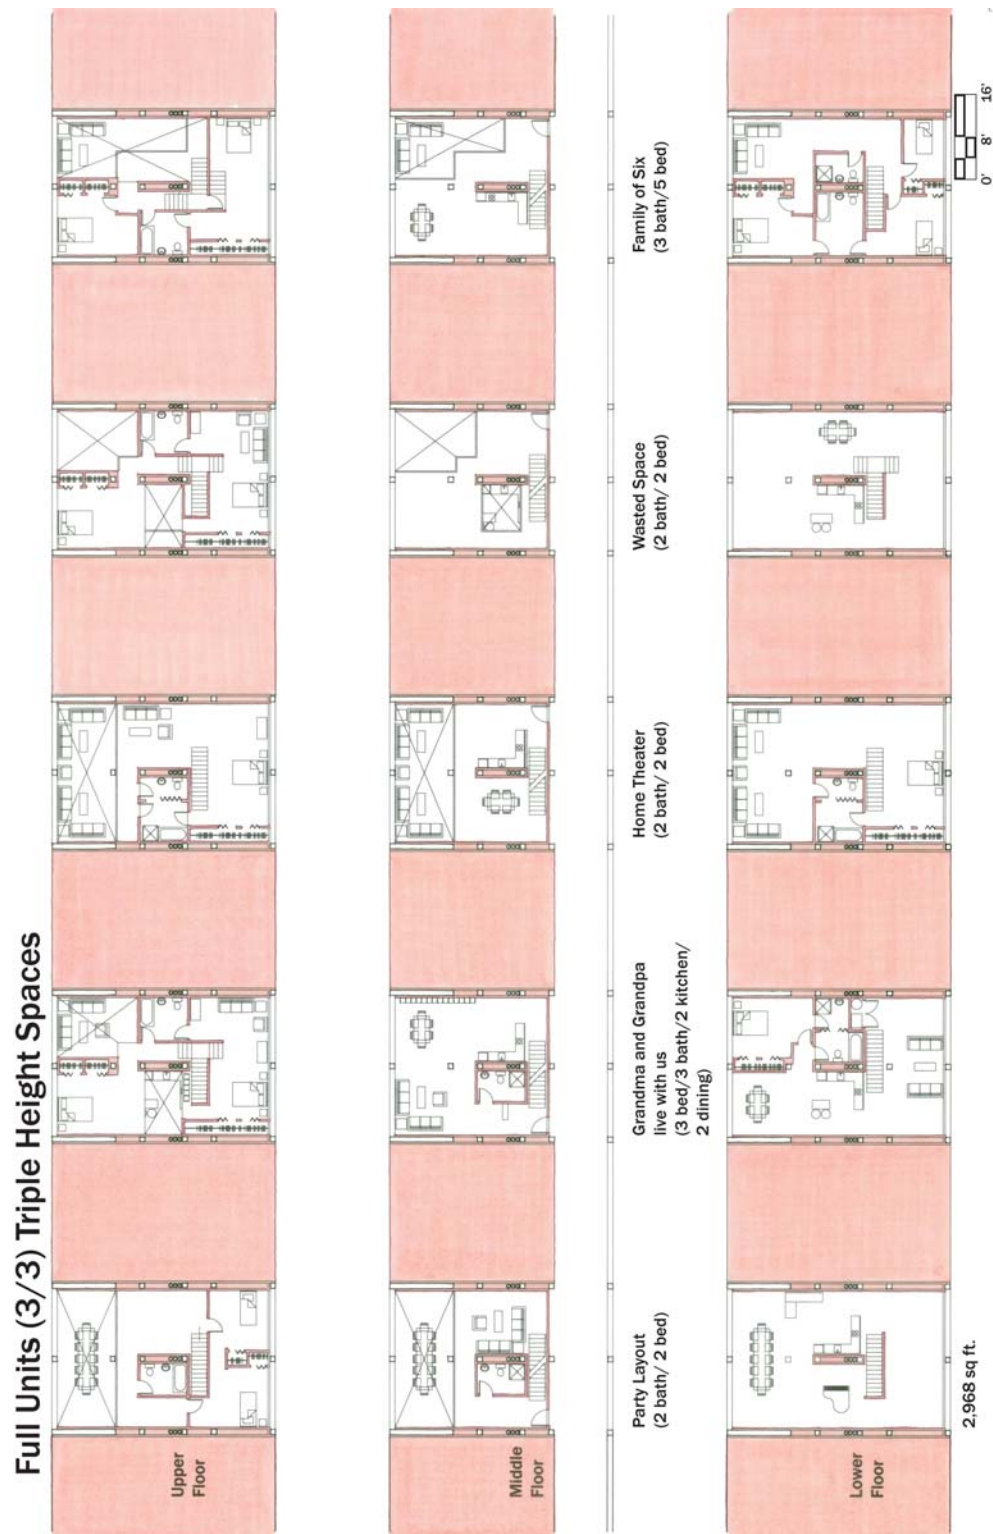 Full Units (3/3) Triple Height Spaces
Upper
Floor
Middle
Floor
Party Layout
(2 bath/ 2 bed)
Grandma and Grandpa
live with us
(3 bed/3 bath/2 kitchen/
2 dining)
Home Theater
(2 bath/ 2 bed)
Wasted Space
(2 bath/ 2 bed)
Family of Six
(3 bath/5 bed)
Lower
Floor
2,968 sq ft.
0' 8' 16'